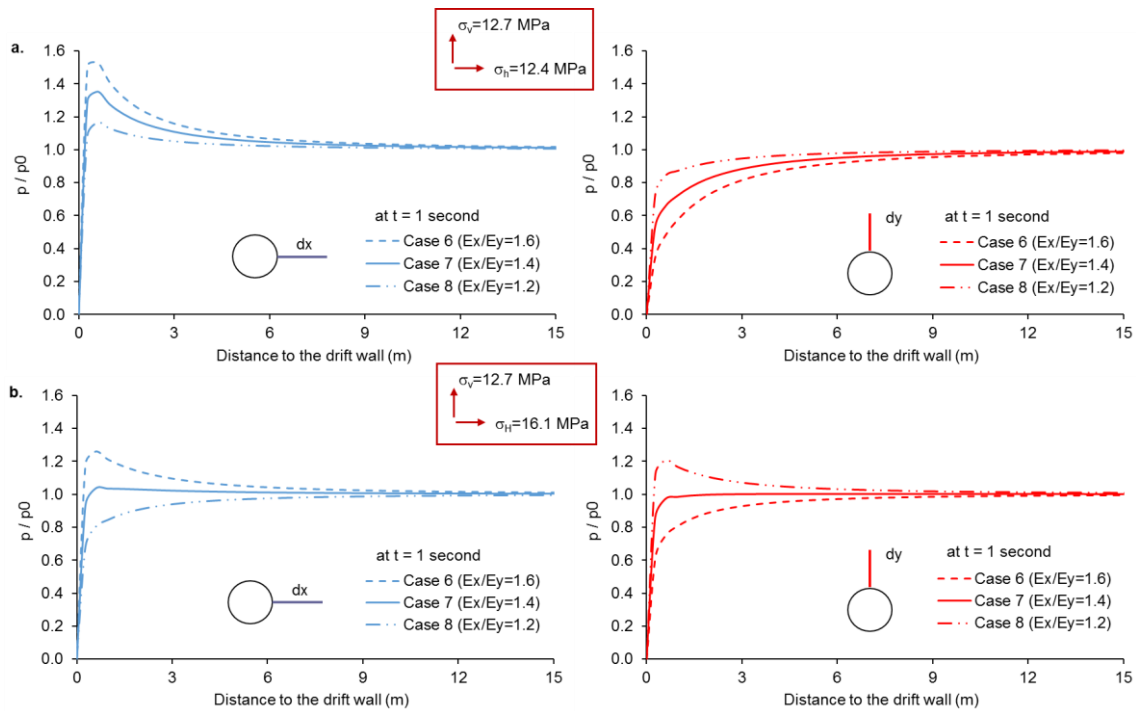 a.
σv=12.7 MPa
σh=12.4 MPa
1.6
1.4
1.2
1.0
0.8
0.6
0.4
0.2
0.0
p / p0
at t = 1 second
dx
Case 6 (Ex/Ey=1.6)
Case 7 (Ex/Ey=1.4)
Case 8 (Ex/Ey=1.2)
0 3 6 9 12 15
Distance to the drift wall (m)
1.6
1.4
1.2
1.0
0.8
0.6
0.4
0.2
0.0
p / p0
dy
at t = 1 second
Case 6 (Ex/Ey=1.6)
Case 7 (Ex/Ey=1.4)
Case 8 (Ex/Ey=1.2)
0 3 6 9 12 15
Distance to the drift wall (m)
b.
σv=12.7 MPa
σH=16.1 MPa
1.6
1.4
1.2
1.0
0.8
0.6
0.4
0.2
0.0
p / p0
at t = 1 second
dx
Case 6 (Ex/Ey=1.6)
Case 7 (Ex/Ey=1.4)
Case 8 (Ex/Ey=1.2)
0 3 6 9 12 15
Distance to the drift wall (m)
1.6
1.4
1.2
1.0
0.8
0.6
0.4
0.2
0.0
p / p0
dy
at t = 1 second
Case 6 (Ex/Ey=1.6)
Case 7 (Ex/Ey=1.4)
Case 8 (Ex/Ey=1.2)
0 3 6 9 12 15
Distance to the drift wall (m)